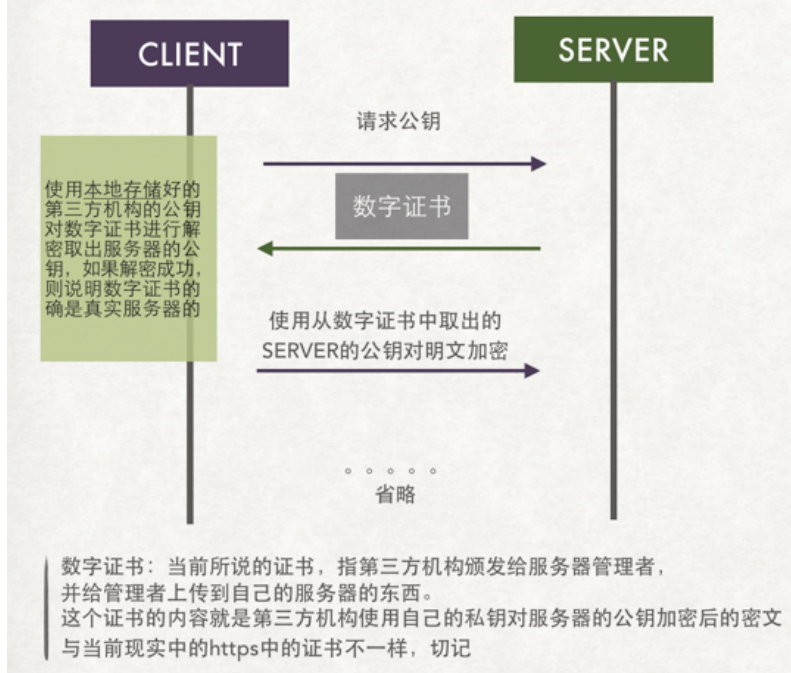 CLIENT
SERVER
请求公钥
数字证书
使用本地存储好的
第三方机构的公钥
对数字证书进行解
密取出服务器的公
钥，如果解密成功，
则说明数字证书的
确是真实服务器的
使用从数字证书中取出的
SERVER的公钥对明文加密
。。。。。
省略
数字证书：当前所说的证书，指第三方机构颁发给服务器管理者，
并给管理者上传到自己的服务器的东西。
这个证书的内容就是第三方机构使用自己的私钥对服务器的公钥加密后的密文
与当前现实中的https中的证书不一样，切记